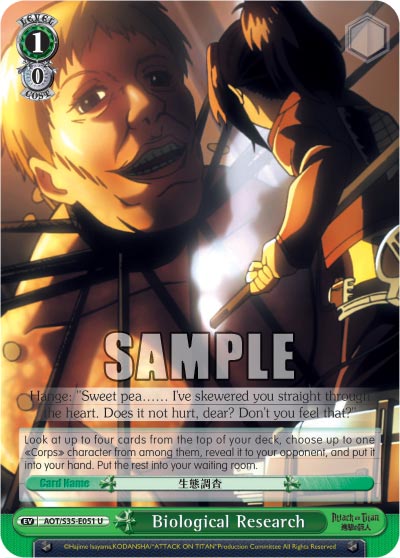 LEVEL
1
0
COST
SAMPLE
Hange: "Sweet pea...... I've skewered you straight through
the heart. Does it not hurt, dear? Don't you feel that?"
Look at up to four cards from the top of your deck, choose up to one
«Corps» character from among them, reveal it to your opponent, and put it
into your hand. Put the rest into your waiting room.
Card Name 生態調査
EV AOT/S35-E051 U Biological Research
Attack on Titan
進撃の巨人
©Hajime Isayama,KODANSHA/"ATTACK ON TITAN"Production Committee All Rights Reserved